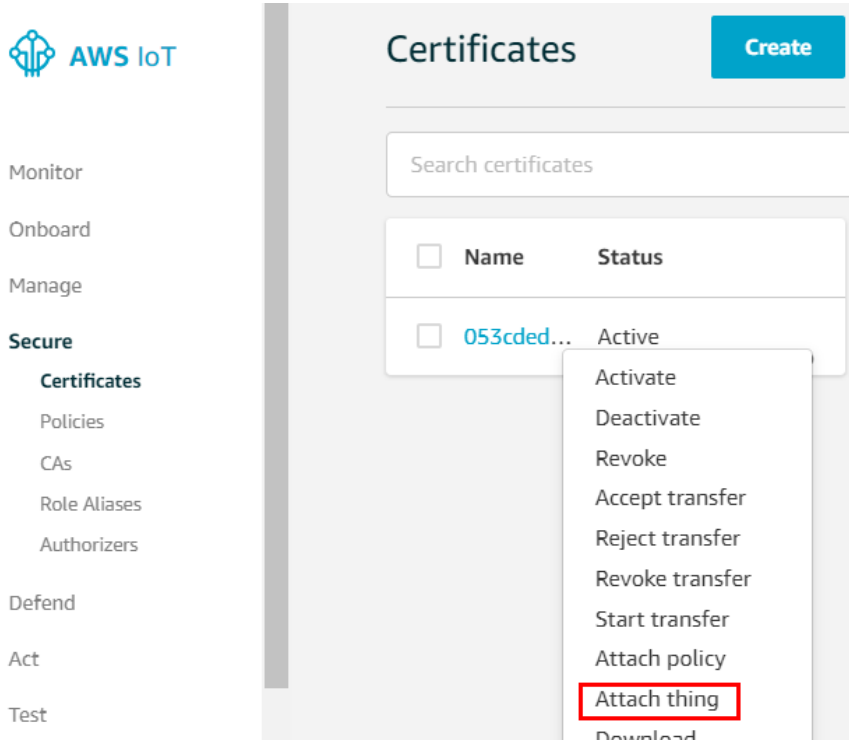 AWS IoT
Monitor
Onboard
Manage
Secure
Certificates
Policies
CAs
Role Aliases
Authorizers
Defend
Act
Test
Certificates
Create
Search certificates
Name Status
053cded... Active
Activate
Deactivate
Revoke
Accept transfer
Reject transfer
Revoke transfer
Start transfer
Attach policy
Attach thing
Download